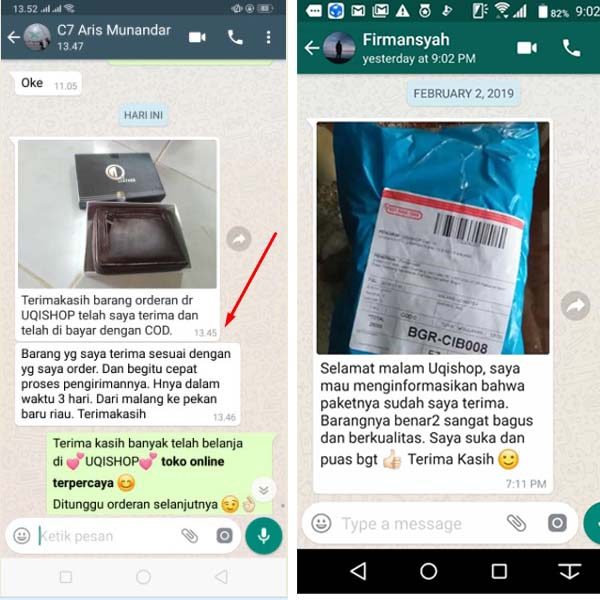 13.52
C7 Aris Munandar
13.47
Oke 11.05
HARI INI
LEATHER
Terimakasih barang orderan dr
UQISHOP telah saya terima dan
telah di bayar dengan COD. 13.45
Barang yg saya terima sesuai dengan
yg saya order. Dan begitu cepat
proses pengirimannya. Hnya dalam
waktu 3 hari. Dari malang ke pekan
baru riau. Terimakasih 13.46
Terima kasih banyak telah belanja
di 💕UQISHOP💕 toko online
terpercaya 😊
Ditunggu orderan selanjutnya 😉👌
Ketik pesan
82% 9:02
Firmansyah
yesterday at 9:02 PM
FEBRUARY 2, 2019
BGR-CIB008
Selamat malam Uqishop, saya
mau menginformasikan bahwa
paketnya sudah saya terima.
Barangnya benar2 sangat bagus
dan berkualitas. Saya suka dan
puas bgt 👍 Terima Kasih 🙂
7:11 PM
Type a message